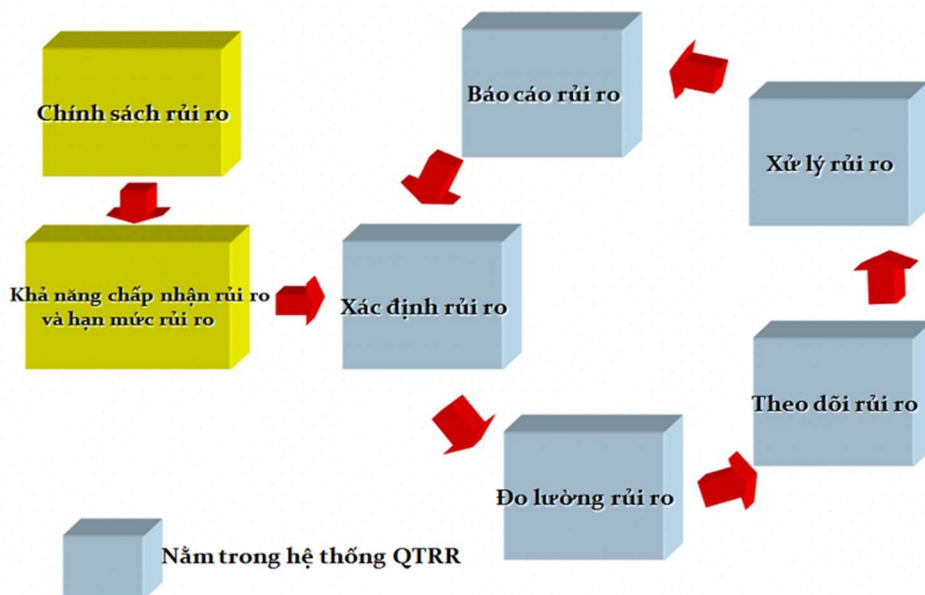 Chính sách rủi ro
Khả năng chấp nhận rủi ro
và hạn mức rủi ro
Báo cáo rủi ro
Xác định rủi ro
Đo lường rủi ro
Theo dõi rủi ro
Xử lý rủi ro
Nằm trong hệ thống QTRR